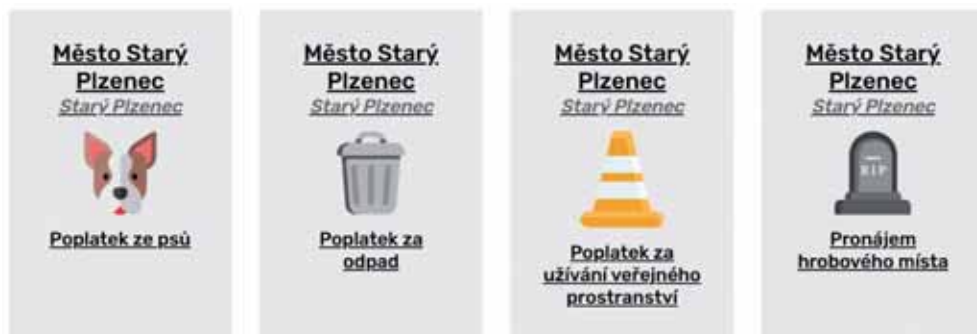 Město Starý
Plzenec
Starý Plzenec
Poplatek ze psů
Město Starý
Plzenec
Starý Plzenec
Poplatek za
odpad
Město Starý
Plzenec
Starý Plzenec
Poplatek za
užívání veřejného
prostranství
Město Starý
Plzenec
Starý Plzenec
RIP
Pronájem
hrobového místa